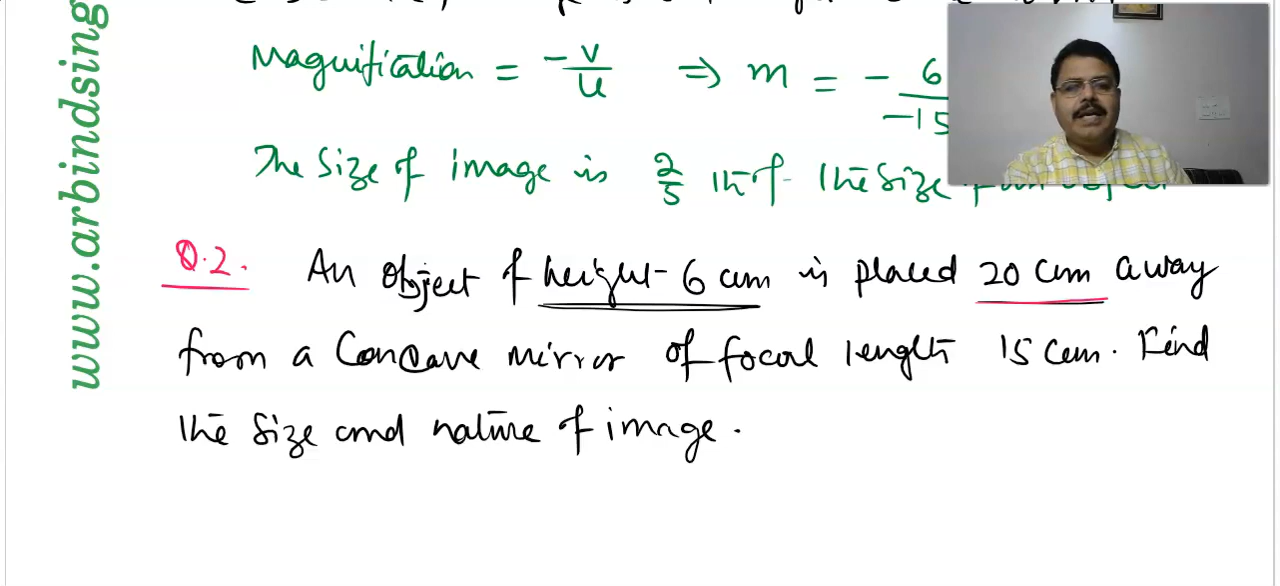 www.arbindsing
Magnification = -v/u ⇒ m = - 6/-15
The size of image is 2/5 th of the size
Q.2. An object of height - 6 cm is placed 20 cm away
from a Concave mirror of focal length 15 cm. Find
the size and nature of image.